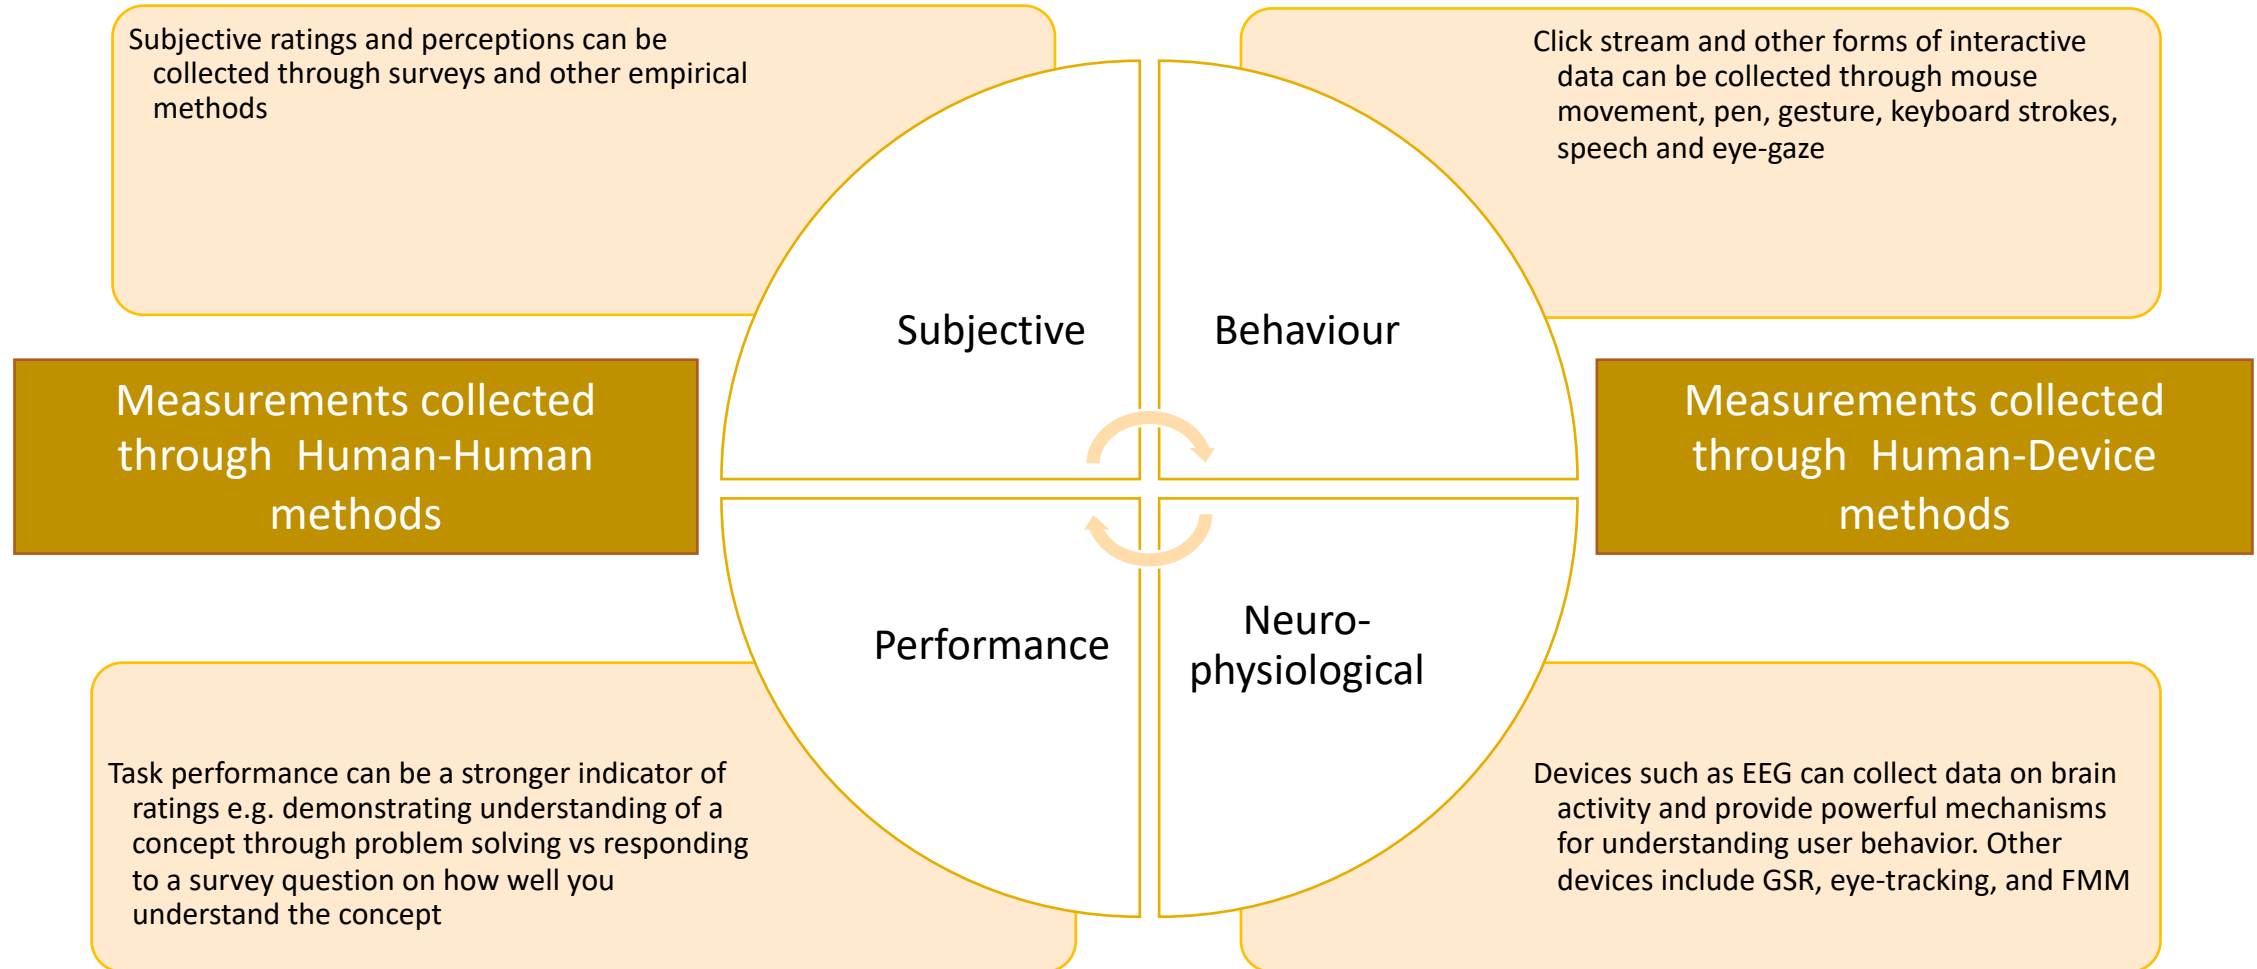 Subjective ratings and perceptions can be
collected through surveys and other empirical
methods
Click stream and other forms of interactive
data can be collected through mouse
movement, pen, gesture, keyboard strokes,
speech and eye-gaze
Subjective
Behaviour
Measurements collected
through Human-Human
methods
Measurements collected
through Human-Device
methods
Performance
Neuro-
physiological
Task performance can be a stronger indicator of
ratings e.g. demonstrating understanding of a
concept through problem solving vs responding
to a survey question on how well you
understand the concept
Devices such as EEG can collect data on brain
activity and provide powerful mechanisms
for understanding user behavior. Other
devices include GSR, eye-tracking, and FMM